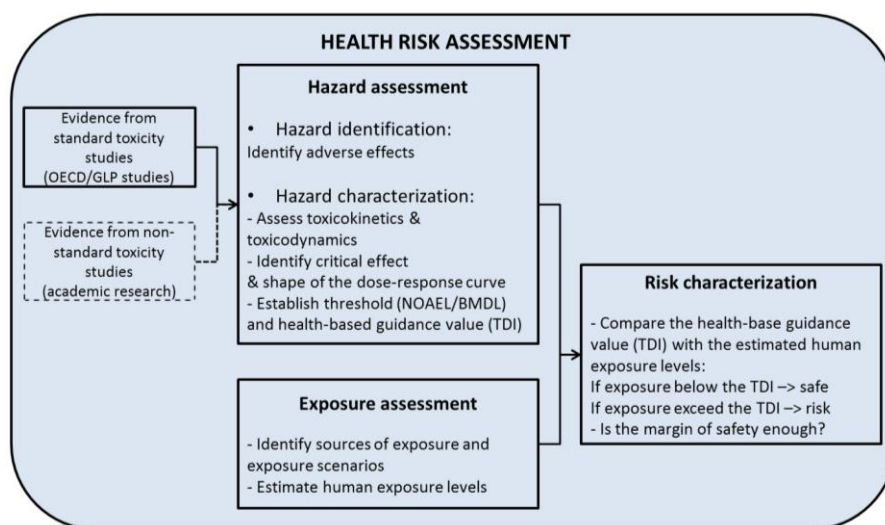 HEALTH RISK ASSESSMENT
Evidence from
standard toxicity
studies
(OECD/GLP studies)
Evidence from non-
standard toxicity
studies
(academic research)
Hazard assessment
• Hazard identification:
Identify adverse effects
• Hazard characterization:
- Assess toxicokinetics &
toxicodynamics
- Identify critical effect
& shape of the dose-response curve
- Establish threshold (NOAEL/BMDL)
and health-based guidance value (TDI)
Exposure assessment
- Identify sources of exposure and
exposure scenarios
- Estimate human exposure levels
Risk characterization
- Compare the health-base guidance
value (TDI) with the estimated human
exposure levels:
If exposure below the TDI –> safe
If exposure exceed the TDI –> risk
- Is the margin of safety enough?